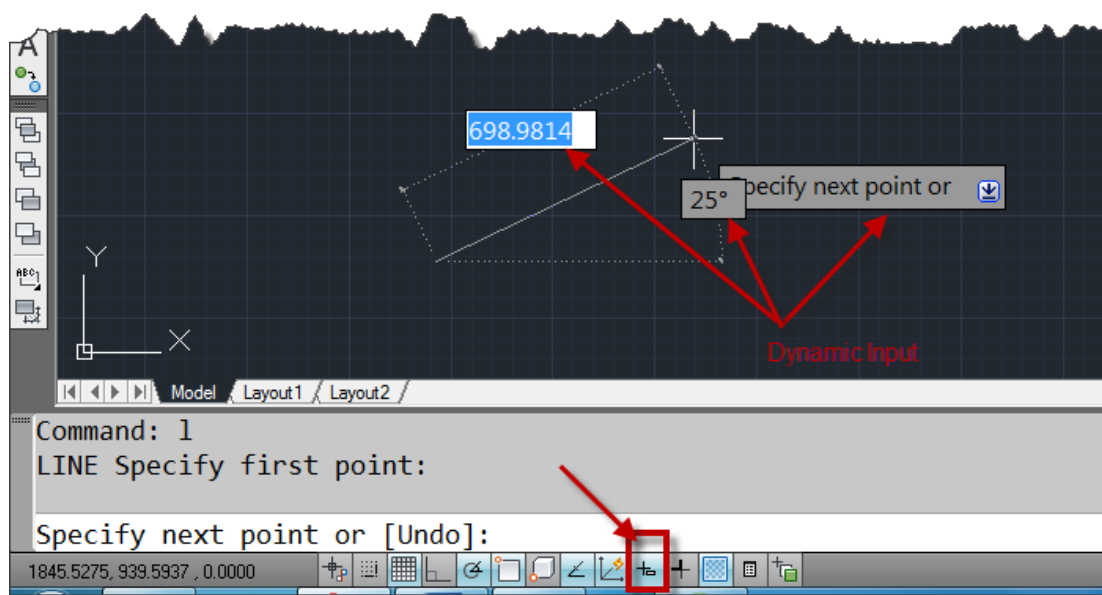 A
698.9814
25°
Specify next point or
ABC
Y
X
Dynamic Input
Model
Layout1
Layout2
Command: l
LINE Specify first point:
Specify next point or [Undo]:
1845.5275, 939.5937 , 0.0000